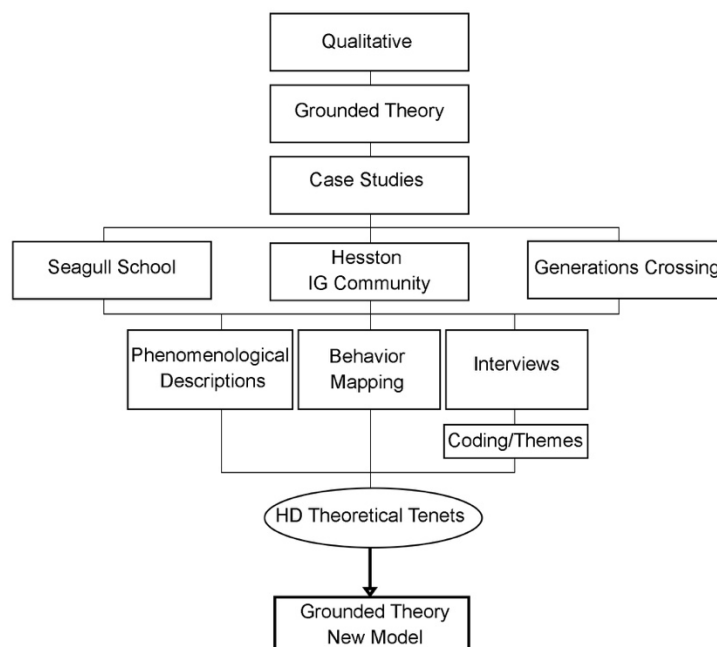 Qualitative
Grounded Theory
Case Studies
Seagull School
Hesston
IG Community
Generations Crossing
Phenomenological
Descriptions
Behavior
Mapping
Interviews
Coding/Themes
HD Theoretical Tenets
Grounded Theory
New Model